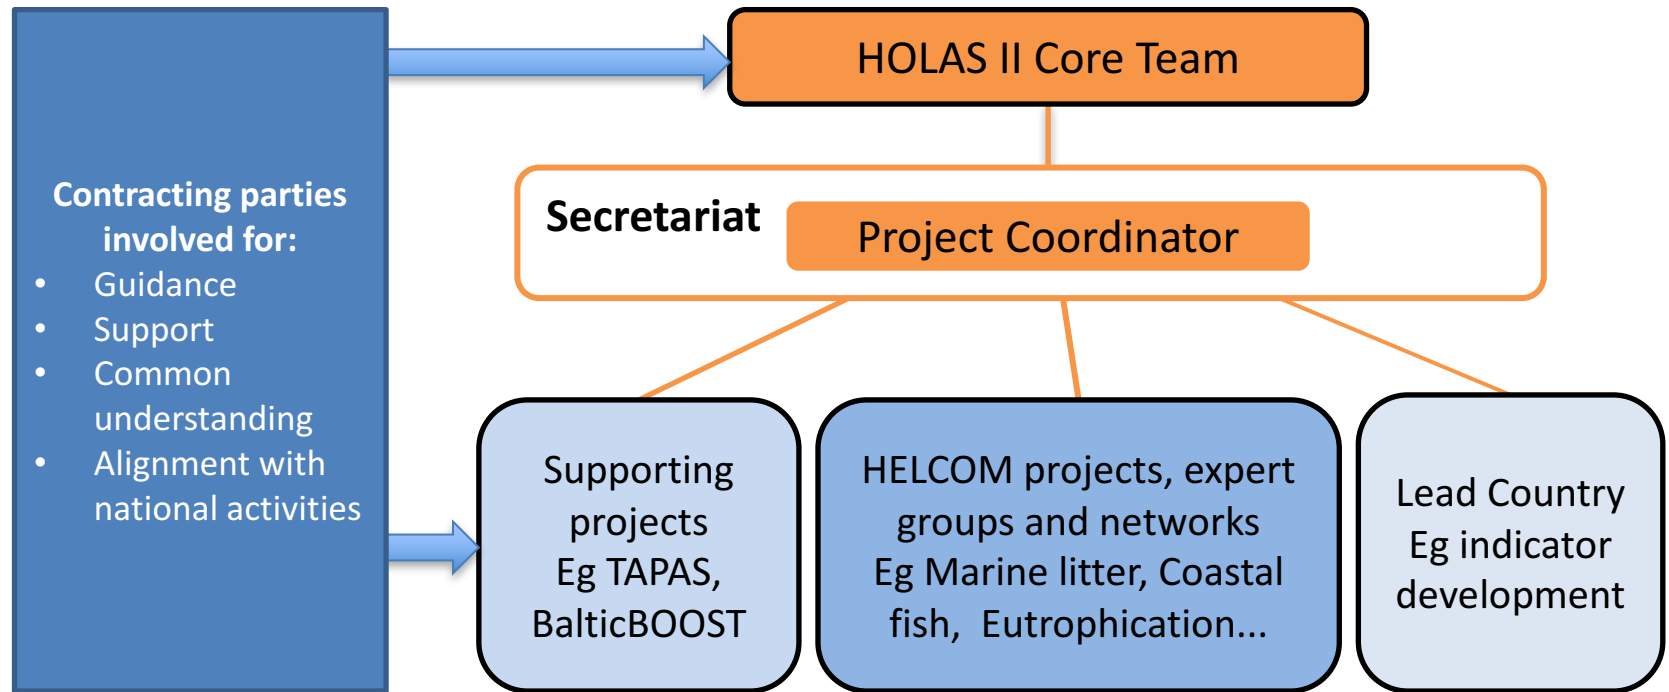 Contracting parties
involved for:
• Guidance
• Support
• Common
understanding
• Alignment with
national activities
HOLAS II Core Team
Secretariat
Project Coordinator
Supporting
projects
Eg TAPAS,
BalticBOOST
HELCOM projects, expert
groups and networks
Eg Marine litter, Coastal
fish, Eutrophication...
Lead Country
Eg indicator
development